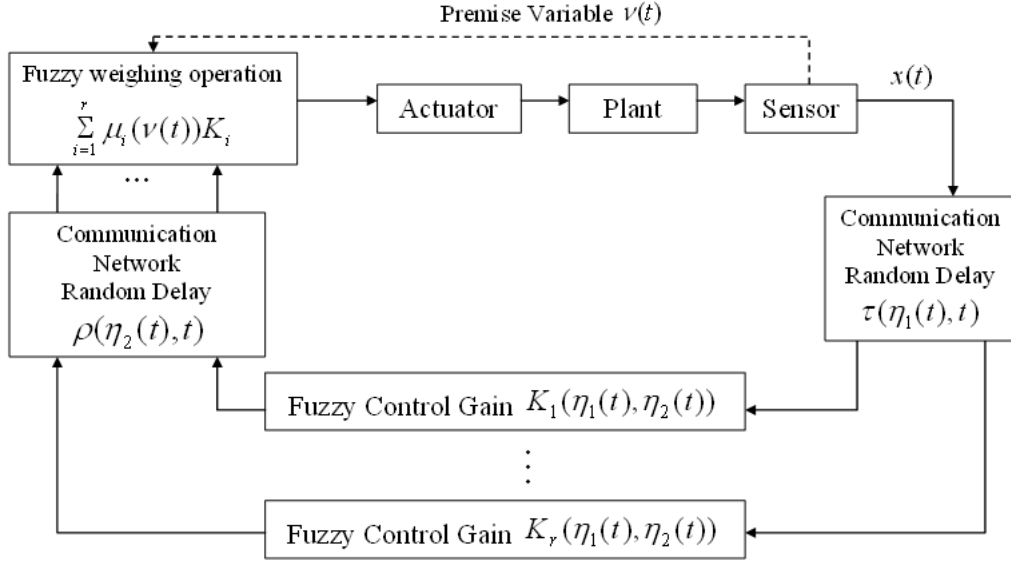 Premise Variable ν(t)
Fuzzy weighing operation
r
∑ μ_i(ν(t))K_i
i=1
Actuator
Plant
Sensor
x(t)
...
Communication
Network
Random Delay
ρ(η_2(t), t)
Communication
Network
Random Delay
τ(η_1(t), t)
Fuzzy Control Gain K_1(η_1(t), η_2(t))
⋮
Fuzzy Control Gain K_r(η_1(t), η_2(t))